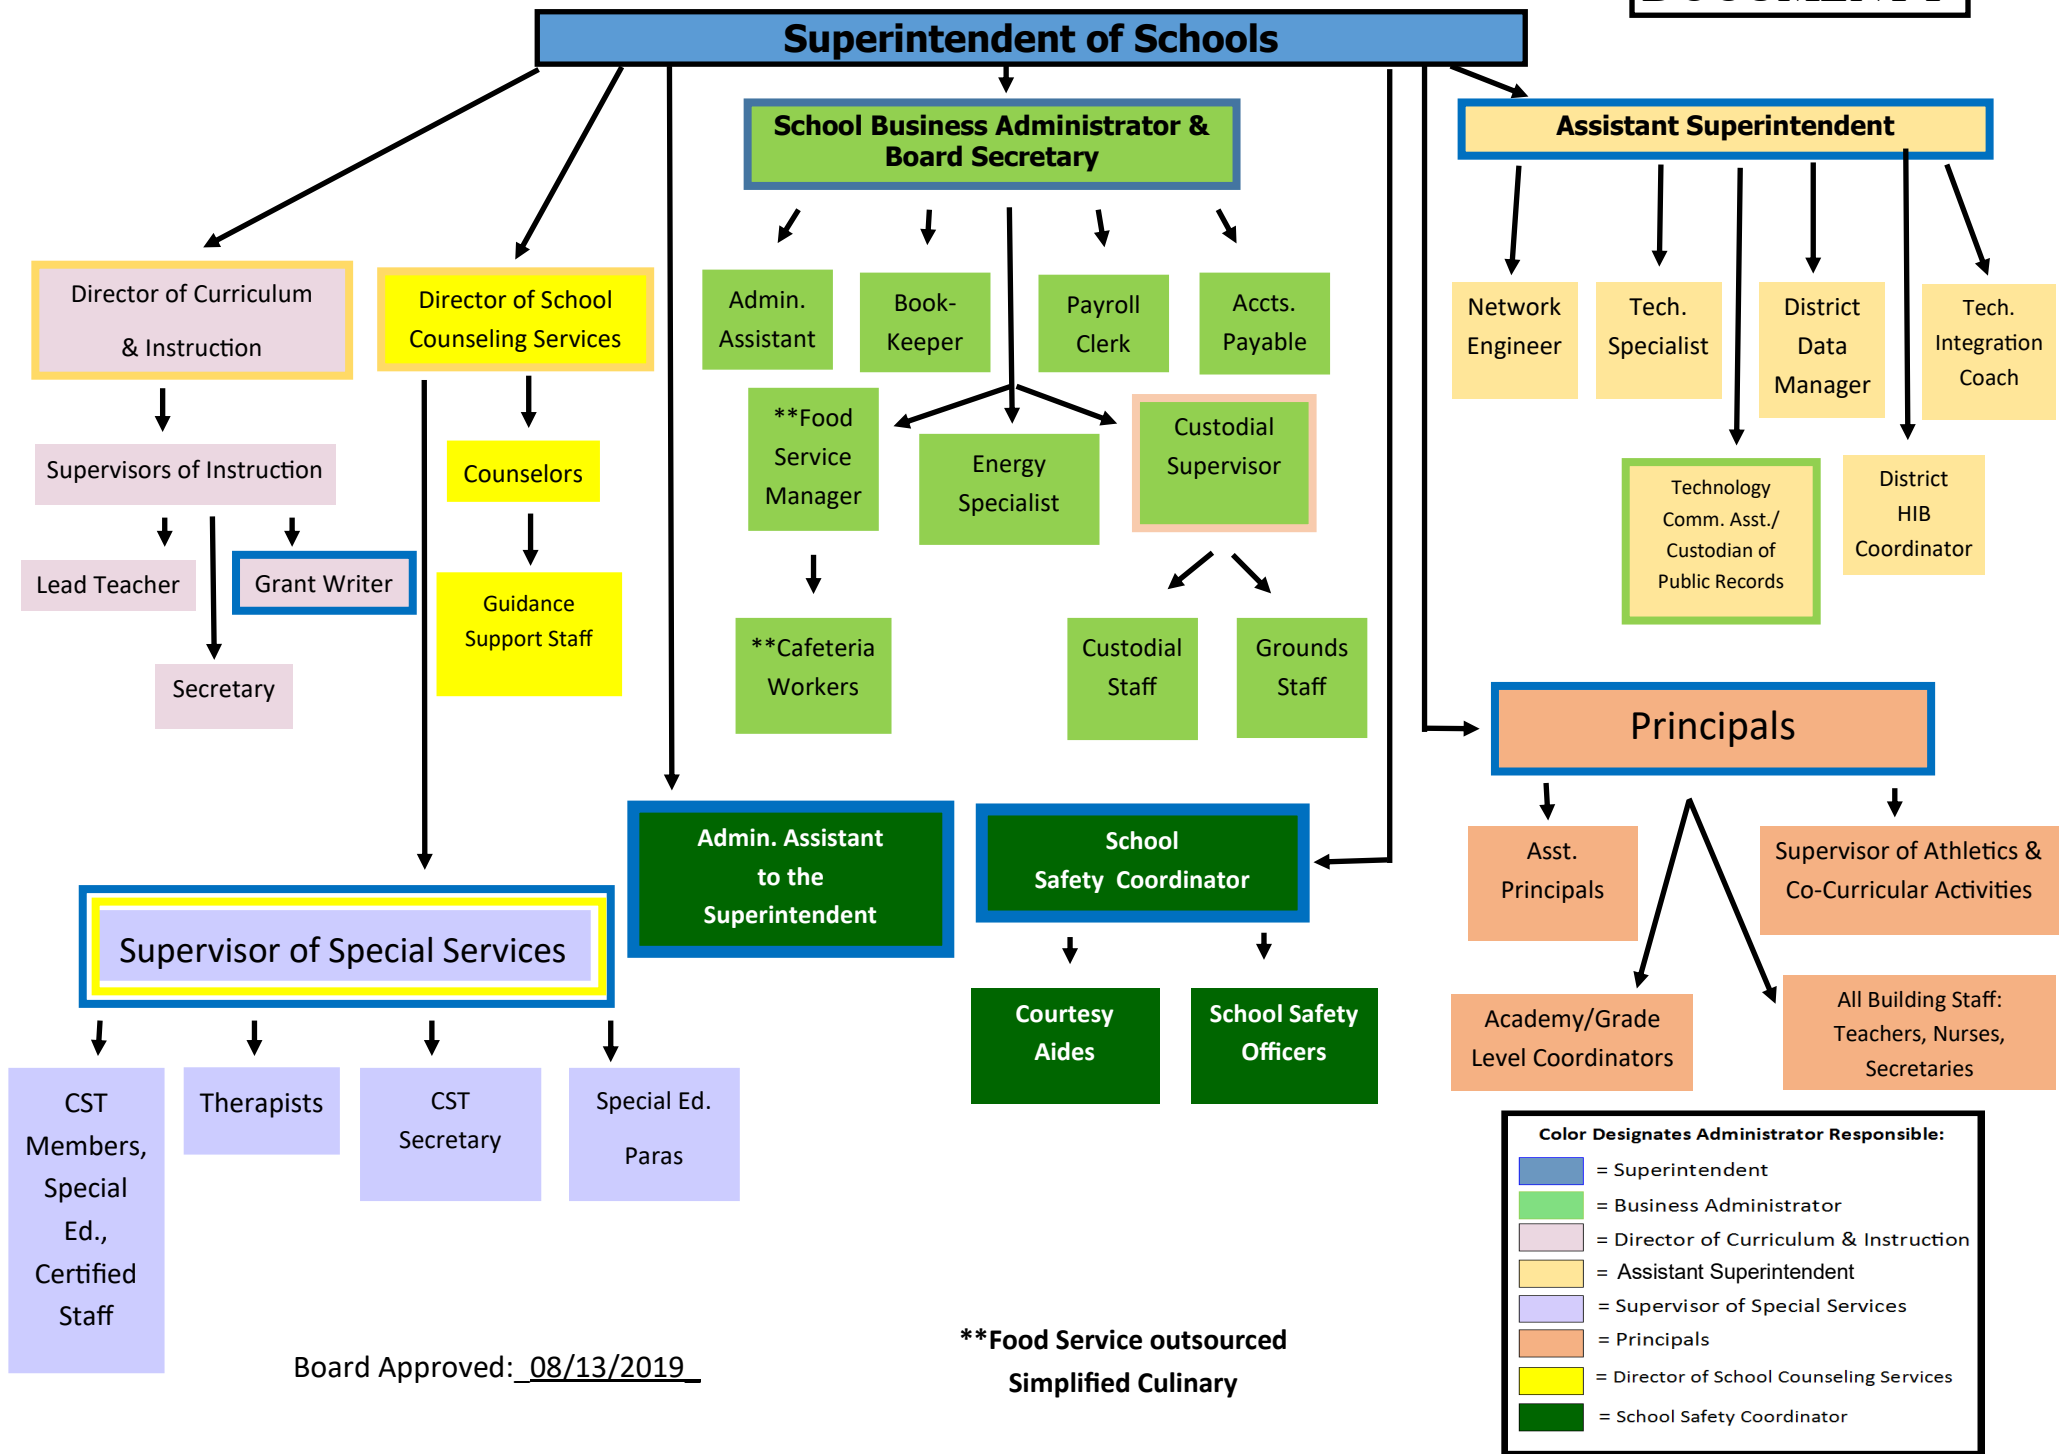 Superintendent of Schools
School Business Administrator &
Board Secretary
Assistant Superintendent
Director of Curriculum
& Instruction
Director of School
Counseling Services
Admin.
Assistant
Book-
Keeper
Payroll
Clerk
Accts.
Payable
Network
Engineer
Tech.
Specialist
District
Data
Manager
Tech.
Integration
Coach
**Food
Service
Manager
Energy
Specialist
Custodial
Supervisor
Supervisors of Instruction
Counselors
Technology
Comm. Asst./
Custodian of
Public Records
District
HIB
Coordinator
Lead Teacher
Grant Writer
Guidance
Support Staff
Secretary
**Cafeteria
Workers
Custodial
Staff
Grounds
Staff
Principals
Admin. Assistant
to the
Superintendent
School
Safety Coordinator
Asst.
Principals
Supervisor of Athletics &
Co-Curricular Activities
Supervisor of Special Services
Courtesy
Aides
School Safety
Officers
Academy/Grade
Level Coordinators
All Building Staff:
Teachers, Nurses,
Secretaries
CST
Members,
Special
Ed.,
Certified
Staff
Therapists
CST
Secretary
Special Ed.
Paras
Color Designates Administrator Responsible:
= Superintendent
= Business Administrator
= Director of Curriculum & Instruction
= Assistant Superintendent
= Supervisor of Special Services
= Principals
= Director of School Counseling Services
= School Safety Coordinator
Board Approved:_08/13/2019_
**Food Service outsourced
Simplified Culinary